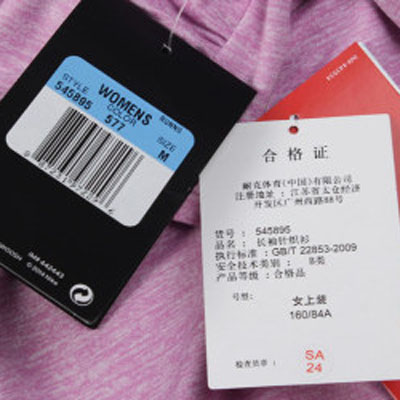 STYLE WOMENS RUNNG
545895 COLOR SIZE
577 M
合格证
耐克体育(中国)有限公司
注册地址 : 江苏省太仓经济
开发区广州西路88号
货号: 545895
品名: 长袖针织衫
执行标准: GB/T 22853-2009
安全技术类别: B类
产品等级: 合格品
号型: 女上装
160/84A
检查员章: SA
24